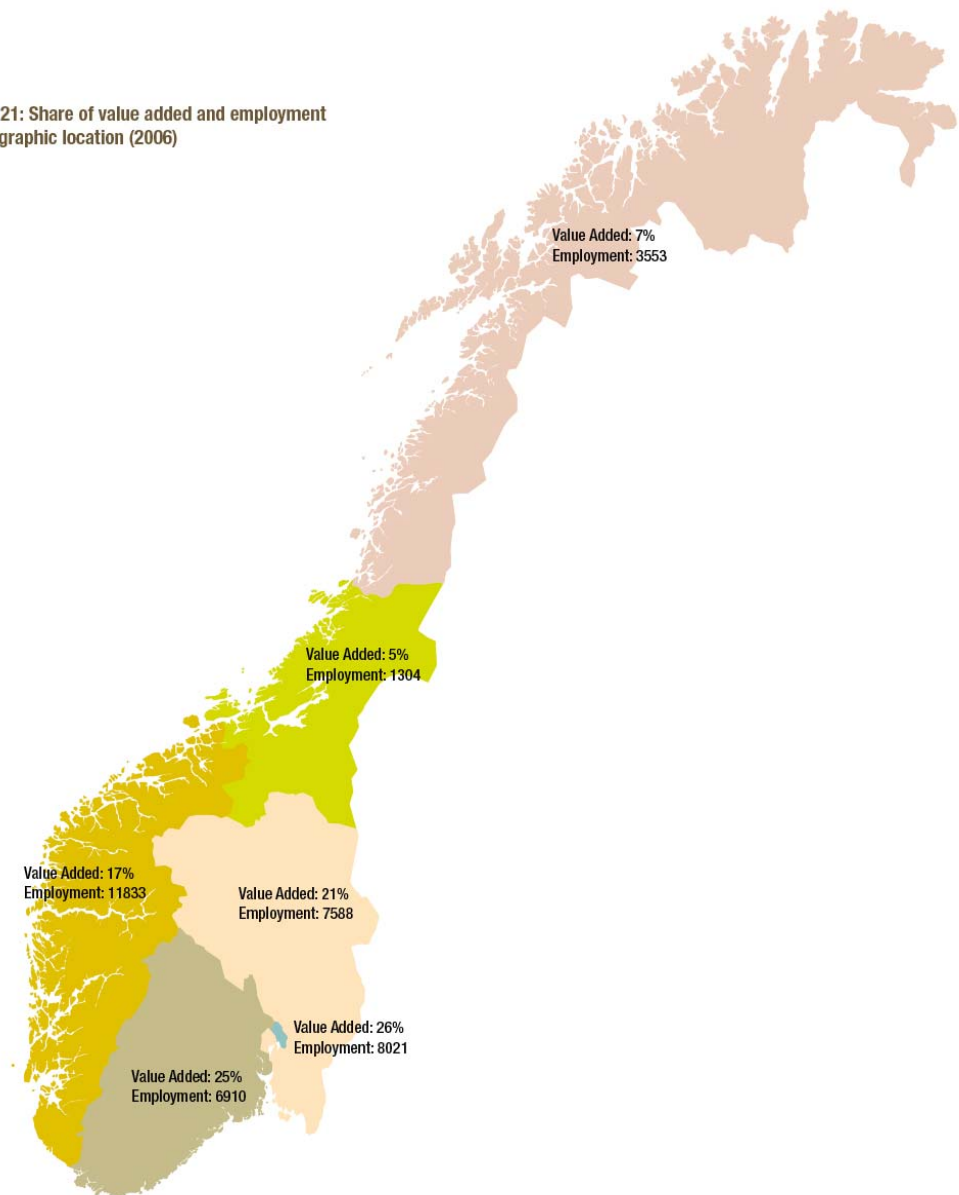 21: Share of value added and employment
graphic location (2006)
Value Added: 7%
Employment: 3553
Value Added: 5%
Employment: 1304
Value Added: 17%
Employment: 11833
Value Added: 21%
Employment: 7588
Value Added: 26%
Employment: 8021
Value Added: 25%
Employment: 6910